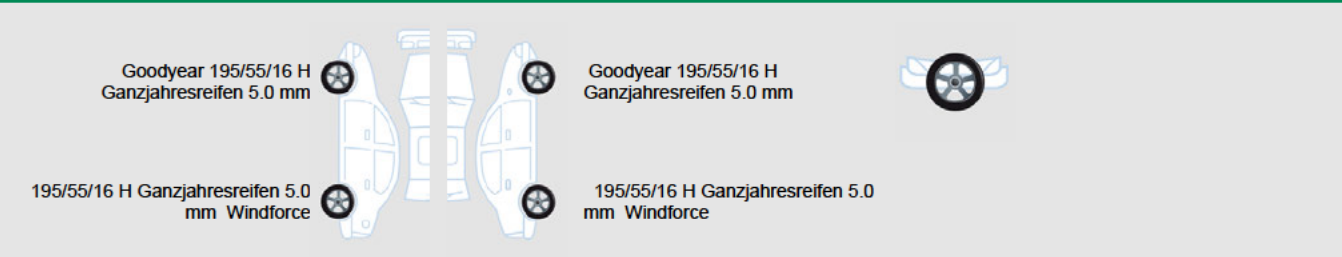 Goodyear 195/55/16 H
Ganzjahresreifen 5.0 mm
Goodyear 195/55/16 H
Ganzjahresreifen 5.0 mm
195/55/16 H Ganzjahresreifen 5.0
mm Windforce
195/55/16 H Ganzjahresreifen 5.0
mm Windforce